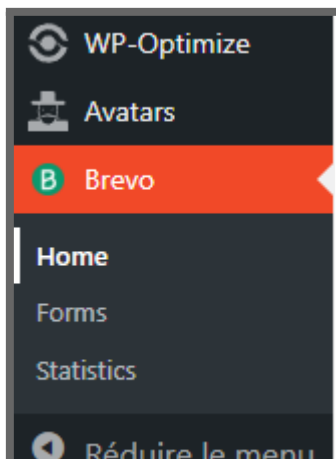 WP-Optimize
Avatars
B Brevo
Home
Forms
Statistics
Réduire le menu